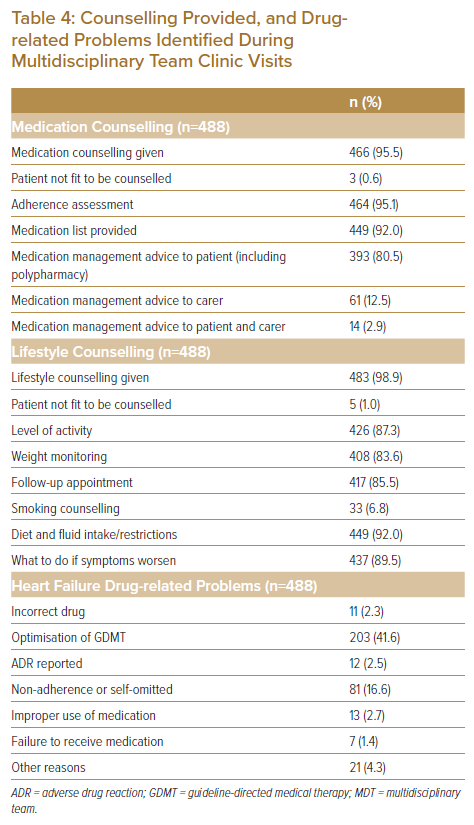 Table 4: Counselling Provided, and Drug-
related Problems Identified During
Multidisciplinary Team Clinic Visits
n (%)
Medication Counselling (n=488)
Medication counselling given 466 (95.5)
Patient not fit to be counselled 3 (0.6)
Adherence assessment 464 (95.1)
Medication list provided 449 (92.0)
Medication management advice to patient (including 393 (80.5)
polypharmacy)
Medication management advice to carer 61 (12.5)
Medication management advice to patient and carer 14 (2.9)
Lifestyle Counselling (n=488)
Lifestyle counselling given 483 (98.9)
Patient not fit to be counselled 5 (1.0)
Level of activity 426 (87.3)
Weight monitoring 408 (83.6)
Follow-up appointment 417 (85.5)
Smoking counselling 33 (6.8)
Diet and fluid intake/restrictions 449 (92.0)
What to do if symptoms worsen 437 (89.5)
Heart Failure Drug-related Problems (n=488)
Incorrect drug 11 (2.3)
Optimisation of GDMT 203 (41.6)
ADR reported 12 (2.5)
Non-adherence or self-omitted 81 (16.6)
Improper use of medication 13 (2.7)
Failure to receive medication 7 (1.4)
Other reasons 21 (4.3)
ADR = adverse drug reaction; GDMT = guideline-directed medical therapy; MDT = multidisciplinary
team.